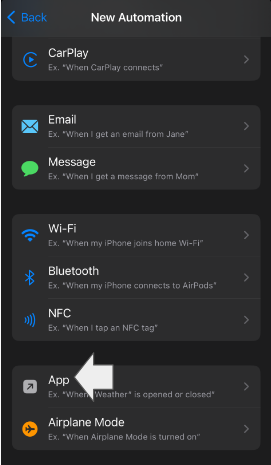 Back
New Automation
CarPlay
Ex. "When CarPlay connects"
Email
Ex. "When I get an email from Jane"
Message
Ex. "When I get a message from Mom"
Wi-Fi
Ex. "When my iPhone joins home Wi-Fi"
Bluetooth
Ex. "When my iPhone connects to AirPods"
NFC
Ex. "When I tap an NFC tag"
App
Ex. "When "Weather" is opened or closed"
Airplane Mode
Ex. "When Airplane Mode is turned on"